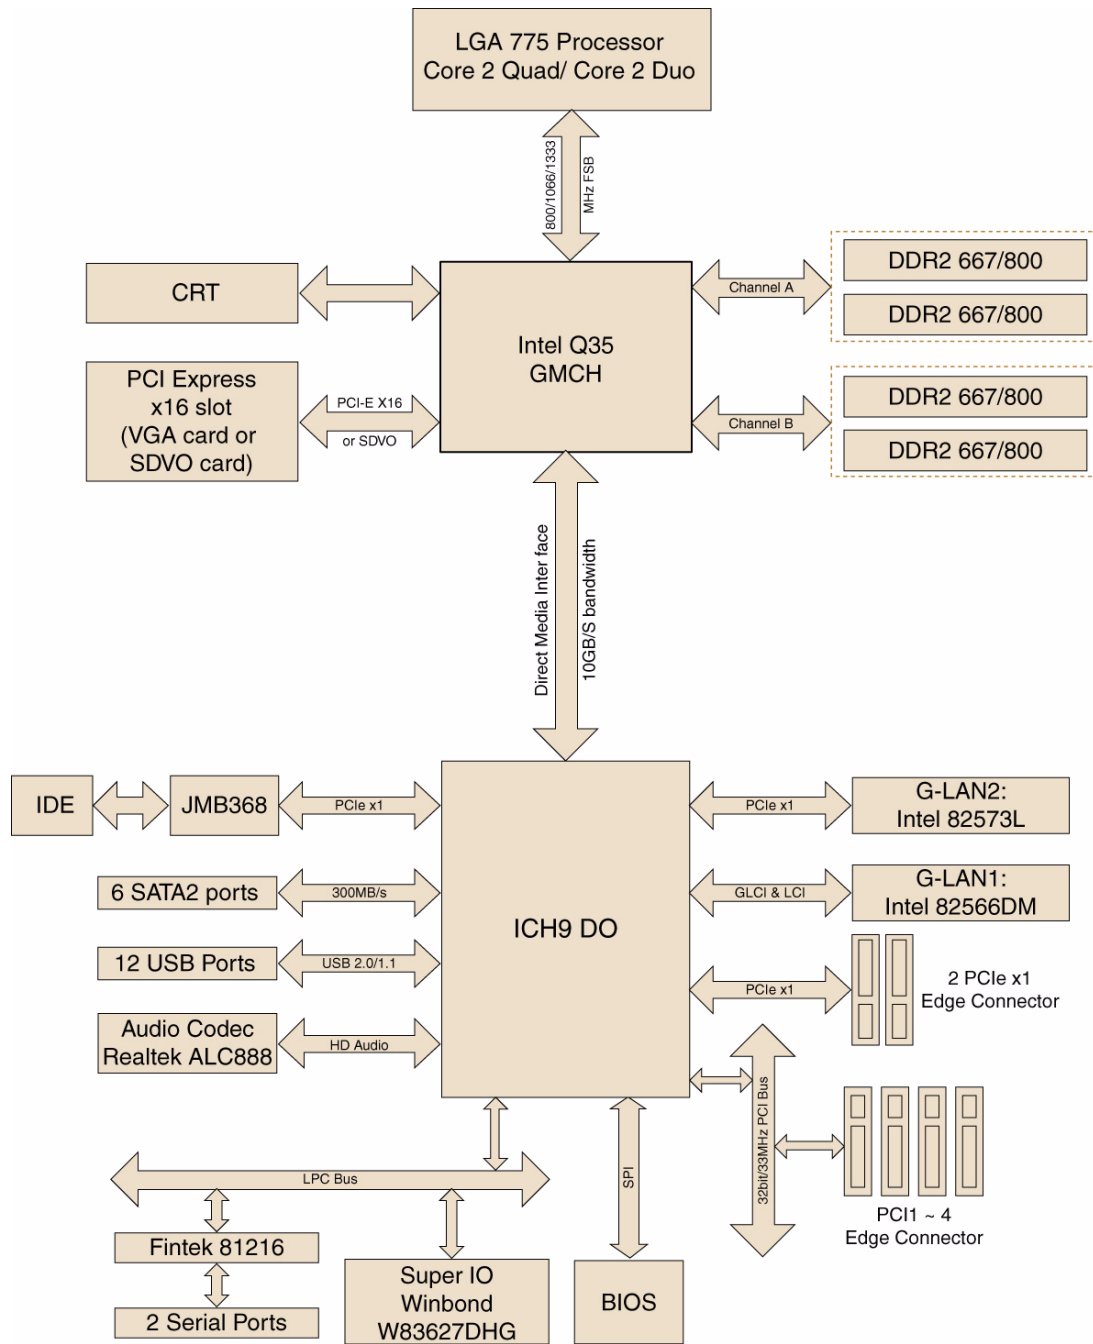 LGA 775 Processor
Core 2 Quad/ Core 2 Duo
800/1066/1333
MHz FSB
CRT
Intel Q35
GMCH
Channel A
DDR2 667/800
DDR2 667/800
PCI Express
x16 slot
(VGA card or
SDVO card)
PCI-E X16
or SDVO
Channel B
DDR2 667/800
DDR2 667/800
Direct Media Inter face
10GB/S bandwidth
IDE
JMB368
PCIe x1
ICH9 DO
PCIe x1
G-LAN2:
Intel 82573L
6 SATA2 ports
300MB/s
GLCI & LCI
G-LAN1:
Intel 82566DM
12 USB Ports
USB 2.0/1.1
PCIe x1
2 PCIe x1
Edge Connector
Audio Codec
Realtek ALC888
HD Audio
32bit/33MHz PCI Bus
PCI1 ~ 4
Edge Connector
LPC Bus
SPI
Fintek 81216
2 Serial Ports
Super IO
Winbond
W83627DHG
BIOS